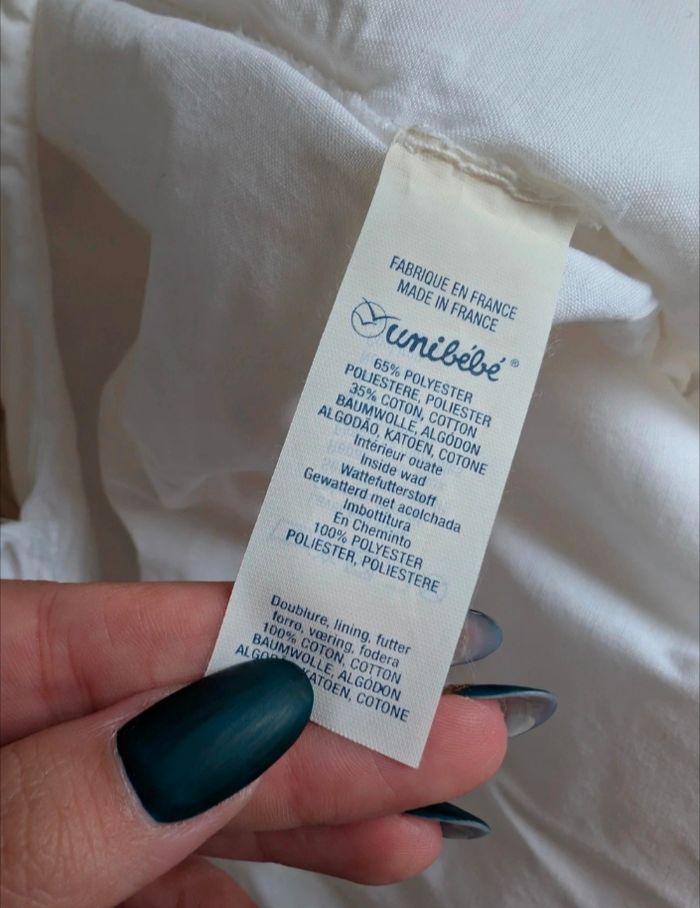 FABRIQUE EN FRANCE
MADE IN FRANCE
unibébé®
65% POLYESTER
POLIESTERE, POLIESTER
35% COTON, COTTON
BAUMWOLLE, ALGODON
ALGODÃO, KATOEN, COTONE
Intérieur ouate
Inside wad
Wattefutterstoff
Gewatterd met acolchada
Imbottitura
En Cheminto
100% POLYESTER
POLIESTER, POLIESTERE
Doublure, lining, futter
forro, vœring, fodera
100% COTON, COTTON
BAUMWOLLE, ALGODÓN
KATOEN, COTONE